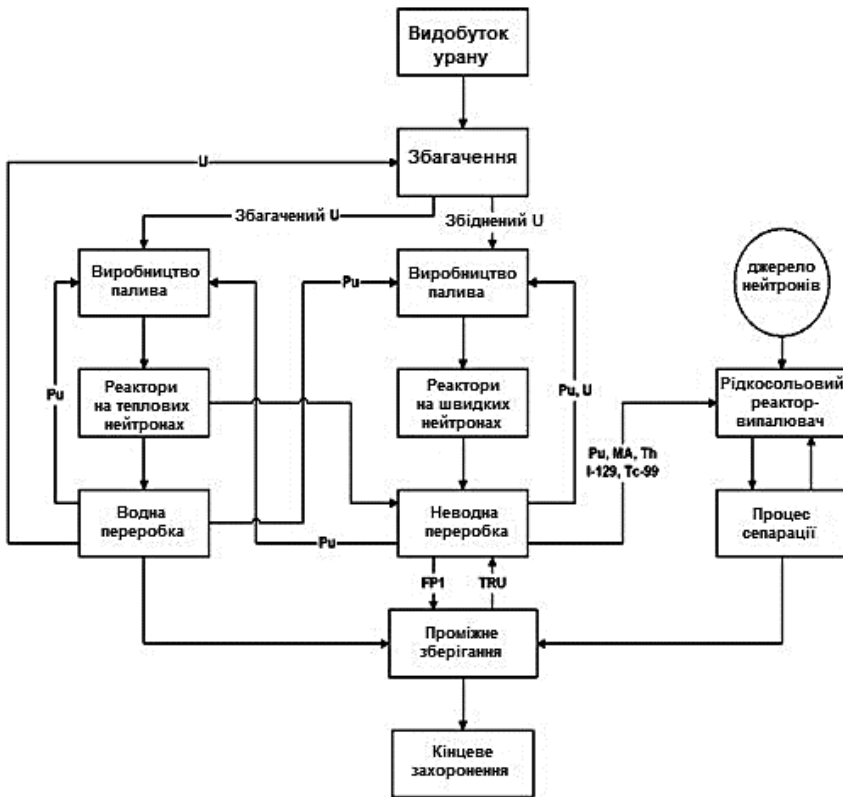 Видобуток
урану
Збагачення
U
Збагачений U
Збіднений U
Виробництво
палива
Pu
Виробництво
палива
джерело
нейтронів
Pu
Реактори
на теплових
нейтронах
Реактори
на швидких
нейтронах
Pu, U
Рідкосольовий
реактор-
випалювач
Pu, MA, Th
I-129, Tc-99
Водна
переробка
Pu
Неводна
переробка
Процес
сепарації
FP1
TRU
Проміжне
зберігання
Кінцеве
захоронення